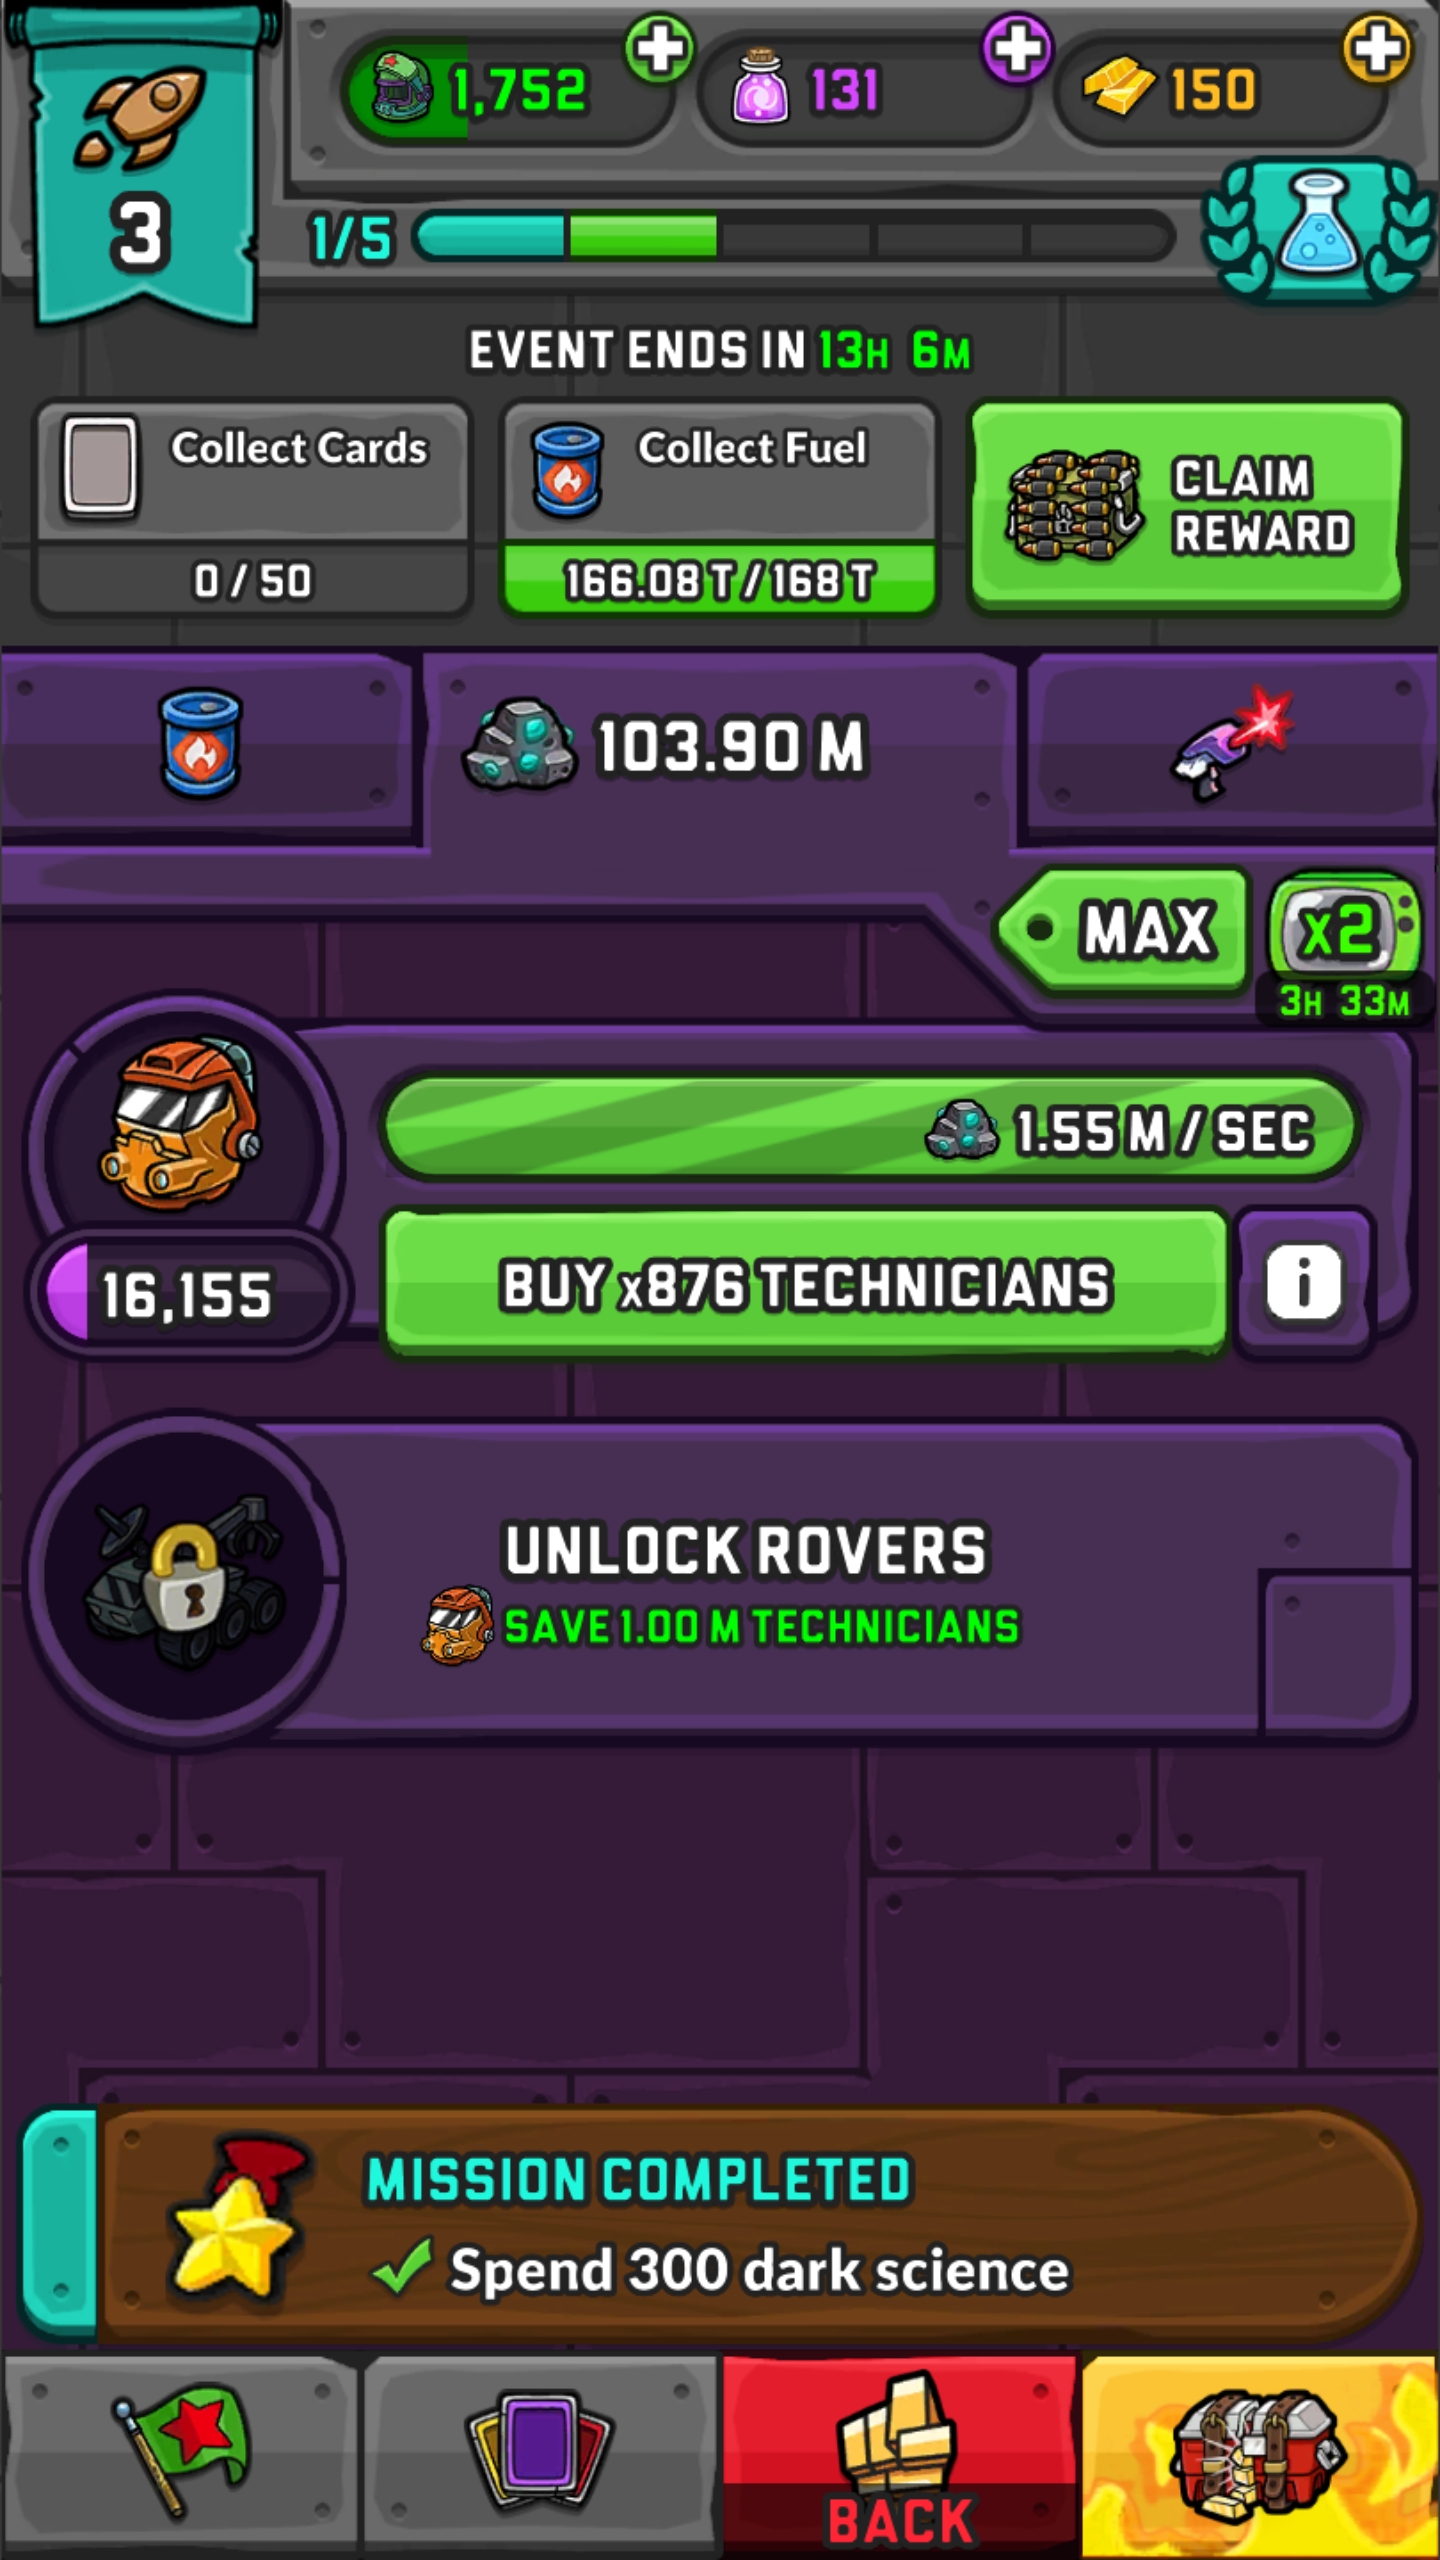 1,752
131
150
3
1/5
EVENT ENDS IN 13H 6M
Collect Cards
0 / 50
Collect Fuel
166.08 T / 168 T
CLAIM
REWARD
103.90 M
MAX
x2
3H 33M
1.55 M / SEC
16,155
BUY x876 TECHNICIANS
i
UNLOCK ROVERS
SAVE 1.00 M TECHNICIANS
MISSION COMPLETED
Spend 300 dark science
BACK